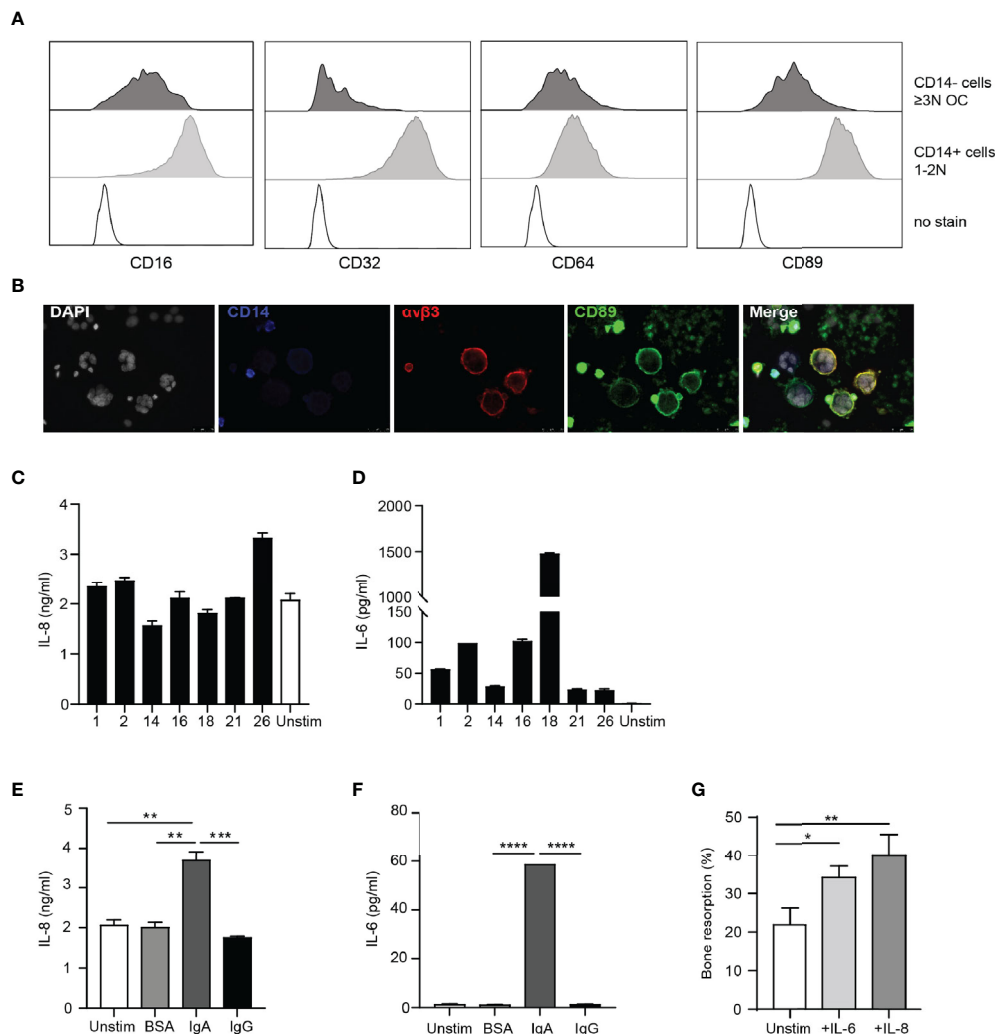 A
CD14- cells
≥3N OC
CD14+ cells
1-2N
no stain
CD16 CD32 CD64 CD89
B
DAPI CD14 αvβ3 CD89 Merge
C
4
3
2
1
0
IL-8 (ng/ml)
1 2 14 16 18 21 26 Unstim
D
2000
1500
1000
150
100
50
0
IL-6 (pg/ml)
1 2 14 16 18 21 26 Unstim
E
5
4
3
2
1
0
IL-8 (ng/ml)
**
** ***
Unstim BSA IgA IgG
F
80
60
40
20
0
IL-6 (pg/ml)
**** ****
Unstim BSA IgA IgG
G
50
40
30
20
10
0
Bone resorption (%)
**
*
Unstim +IL-6 +IL-8